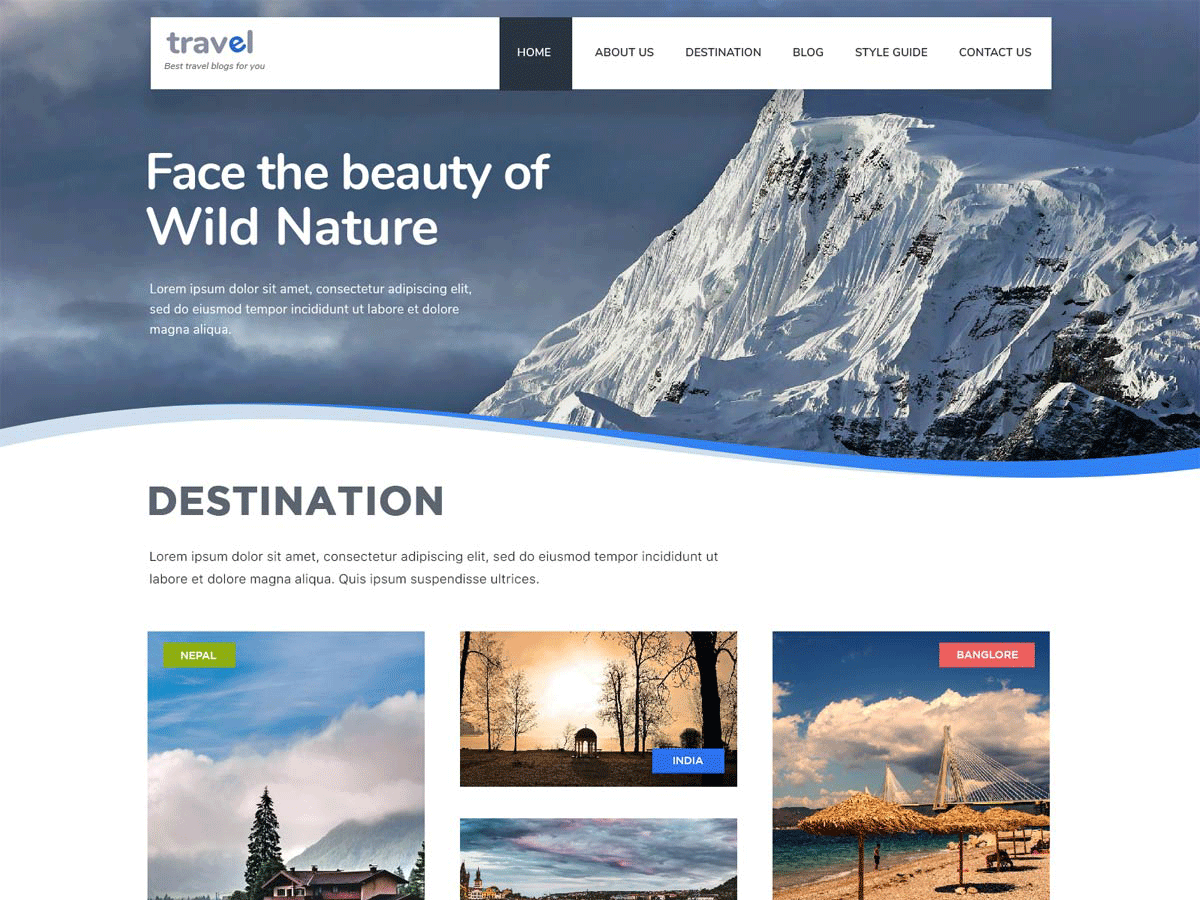 travel
Best travel blogs for you
HOME
ABOUT US
DESTINATION
BLOG
STYLE GUIDE
CONTACT US
Face the beauty of
Wild Nature
Lorem ipsum dolor sit amet, consectetur adipiscing elit,
sed do eiusmod tempor incididunt ut labore et dolore
magna aliqua.
DESTINATION
Lorem ipsum dolor sit amet, consectetur adipiscing elit, sed do eiusmod tempor incididunt ut
labore et dolore magna aliqua. Quis ipsum suspendisse ultrices.
NEPAL
INDIA
BANGLORE